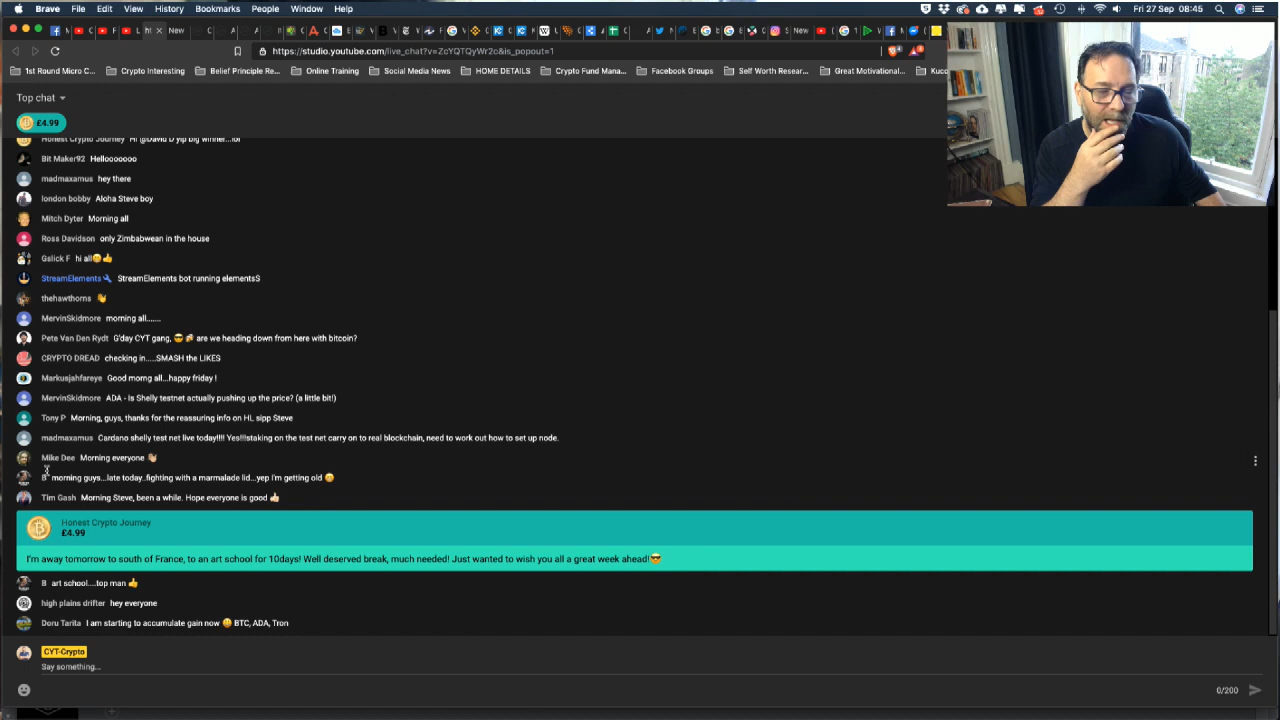 Brave File Edit View History Bookmarks People Window Help Fri 27 Sep 08:45
New
New
https://studio.youtube.com/live_chat?v=ZcYQTQyWr2c&is_popout=1
1st Round Micro C... Crypto Interesting Belief Principle Re... Online Training Social Media News HOME DETAILS Crypto Fund Mana... Facebook Groups Self Worth Resear... Great Motivational... Kucc
Top chat
£4.99
Honest Crypto Journey Hi @David D yip big winner...lol
Bit Maker92 Hellooooooo
madmaxamus hey there
london bobby Aloha Steve boy
Mitch Dyter Morning all
Ross Davidson only Zimbabwean in the house
Gslick F hi all😁👍
StreamElements StreamElements bot running elementsS
thehawthorns 👋
MervinSkidmore morning all.......
Pete Van Den Rydt G'day CYT gang, 😎🍻 are we heading down from here with bitcoin?
CRYPTO DREAD checking in.....SMASH the LIKES
Markusjahfareye Good morng all...happy friday !
MervinSkidmore ADA - Is Shelly testnet actually pushing up the price? (a little bit!)
Tony P Morning, guys, thanks for the reassuring info on HL sipp Steve
madmaxamus Cardano shelly test net live today!!!! Yes!!!staking on the test net carry on to real blockchain, need to work out how to set up node.
Mike Dee Morning everyone 👋🏼
B morning guys...late today..fighting with a marmalade lid...yep I'm getting old 😁
Tim Gash Morning Steve, been a while. Hope everyone is good 👍🏻
Honest Crypto Journey
£4.99
I'm away tomorrow to south of France, to an art school for 10days! Well deserved break, much needed! Just wanted to wish you all a great week ahead!😎
B art school....top man 👍
high plains drifter hey everyone
Doru Tarita I am starting to accumulate gain now 😃 BTC, ADA, Tron
CYT-Crypto
Say something...
0/200